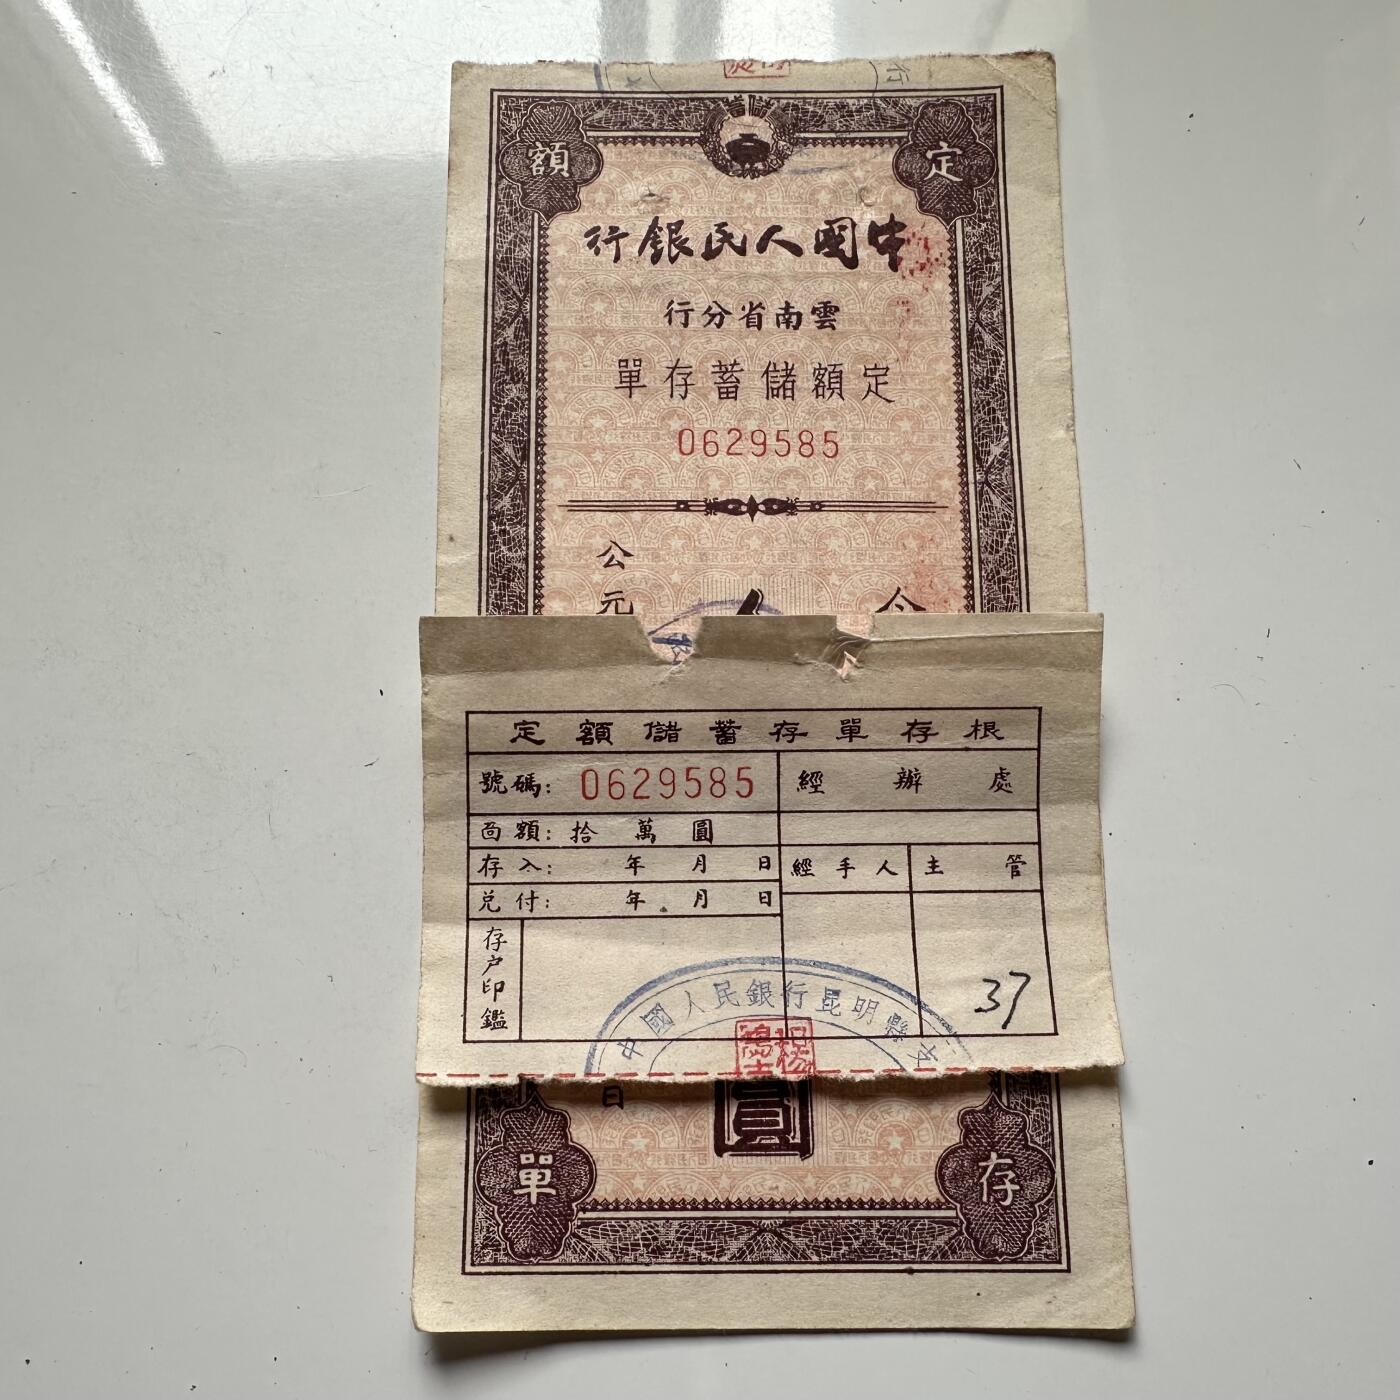 定額
中國人民銀行
雲南省分行
定額儲蓄存單
0629585
公元
定額儲蓄存單存根
號碼: 0629585 經辦處
面額: 拾萬圓
存入: 年 月 日 經手人 主管
兌付: 年 月 日
存戶印鑑
37
中國人民銀行昆明縣支
日
圓
存單